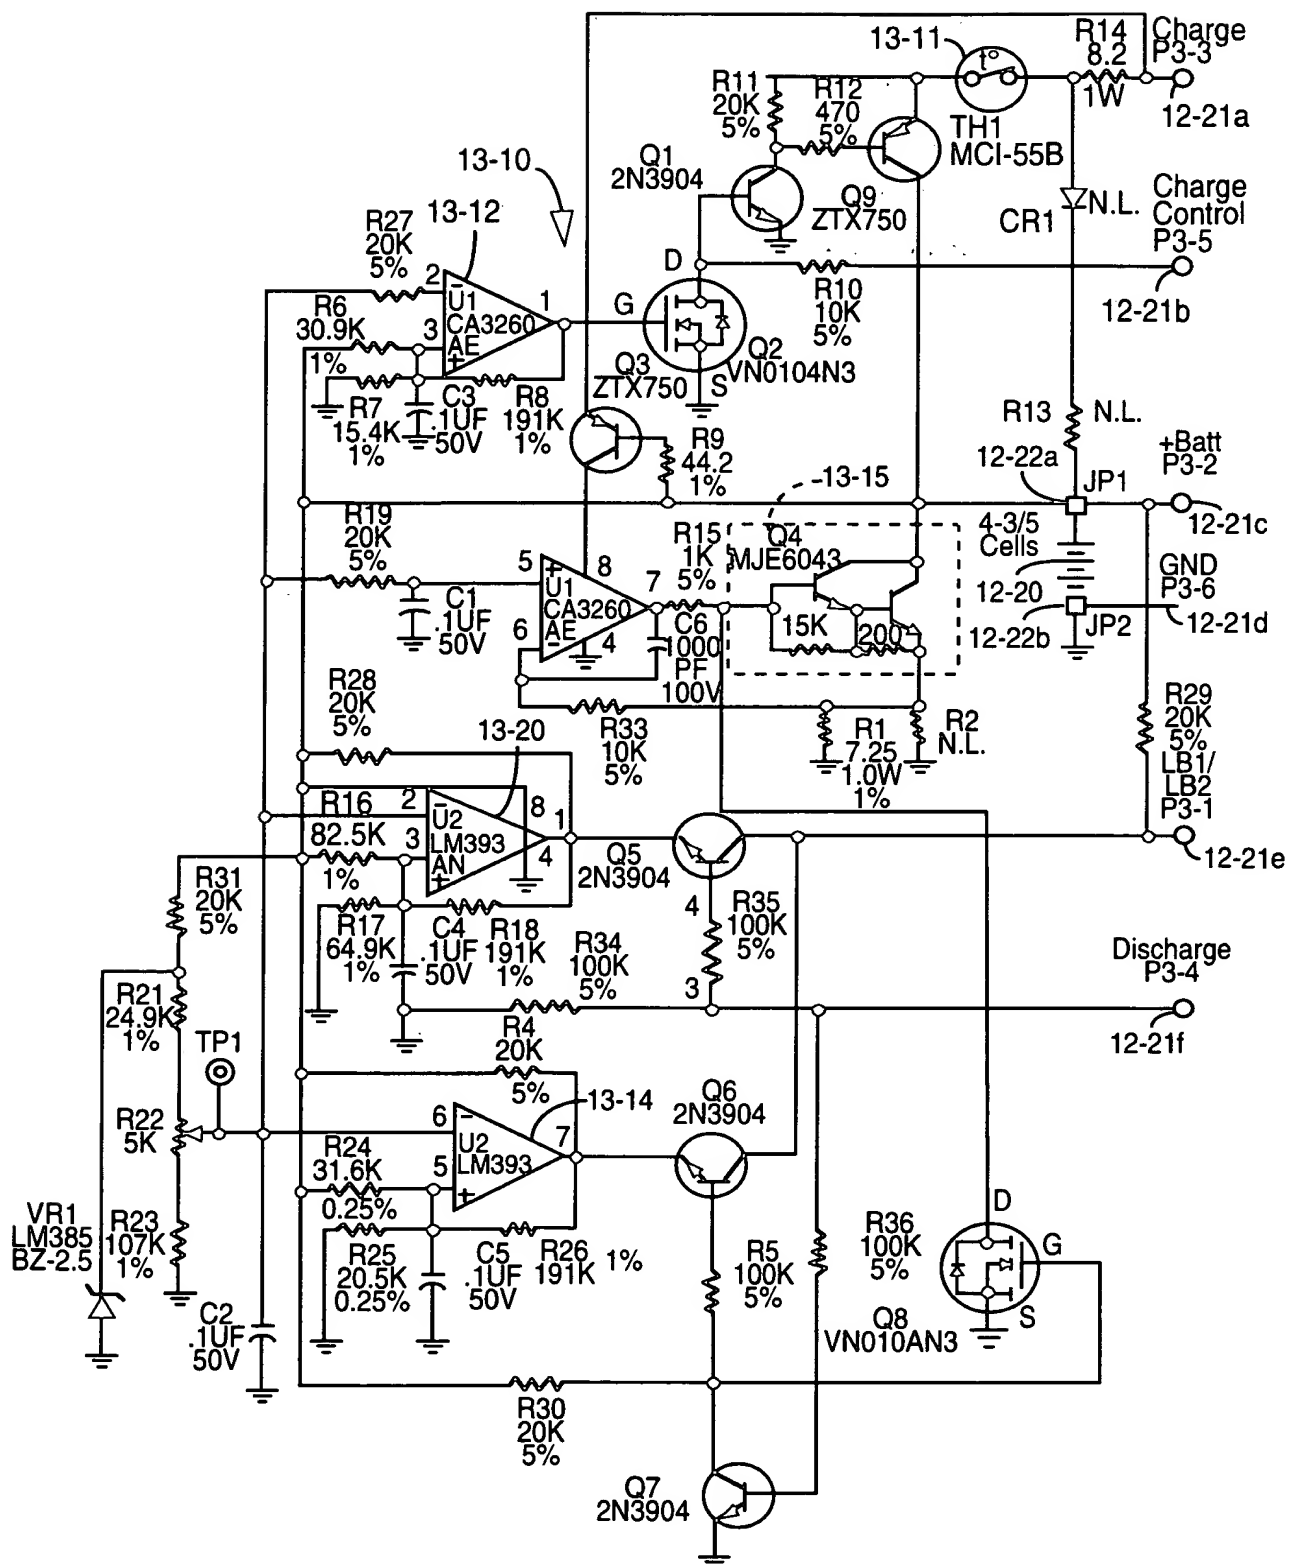 13-11
R14
8.2
1W
Charge
P3-3
12-21a
t°
TH1
MCI-55B
R11
20K
5%
R12
470
5%
Q1
2N3904
Q9
ZTX750
CR1
N.L.
Charge
Control
P3-5
12-21b
13-10
13-12
R27
20K
5%
2
-
U1
CA3260
AE
+
3
1
R6
30.9K
1%
R7
15.4K
1%
C3
.1UF
50V
R8
191K
1%
D
G
S
Q2
VN0104N3
R10
10K
5%
Q3
ZTX750
R9
44.2
1%
R13
N.L.
12-22a
JP1
+Batt
P3-2
12-21c
13-15
4-3/5
Cells
12-20
GND
P3-6
12-21d
12-22b
JP2
R19
20K
5%
C1
.1UF
50V
5
+
U1
CA3260
AE
-
6
8
7
4
R15
1K
5%
C6
1000
PF
100V
Q4
MJE6043
15K
200
R33
10K
5%
R1
7.25
1.0W
1%
R2
N.L.
R29
20K
5%
LB1/
LB2
P3-1
12-21e
R28
20K
5%
13-20
R16
82.5K
1%
2
-
U2
LM393
AN
+
3
8
1
4
Q5
2N3904
R31
20K
5%
R17
64.9K
1%
C4
.1UF
50V
R18
191K
1%
R34
100K
5%
4
3
R35
100K
5%
Discharge
P3-4
12-21f
R21
24.9K
1%
TP1
R22
5K
R4
20K
5%
13-14
6
-
U2
LM393
+
5
7
Q6
2N3904
R24
31.6K
0.25%
R25
20.5K
0.25%
C5
.1UF
50V
R26
191K
1%
R5
100K
5%
R36
100K
5%
D
G
S
Q8
VN010AN3
VR1
LM385
BZ-2.5
R23
107K
1%
C2
.1UF
50V
R30
20K
5%
Q7
2N3904